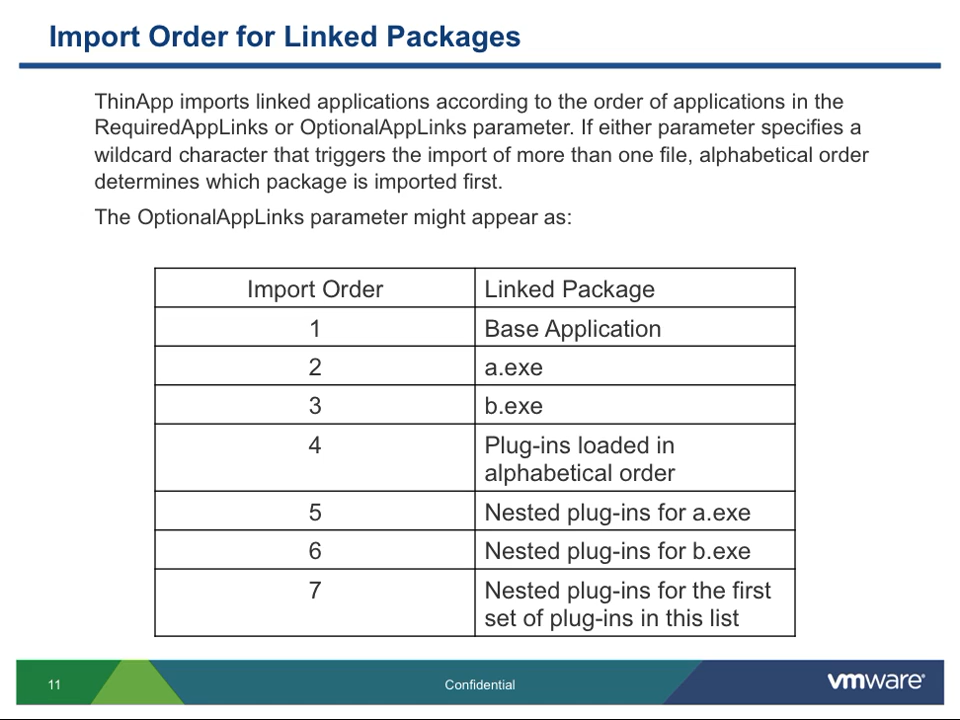 Import Order for Linked Packages
ThinApp imports linked applications according to the order of applications in the
RequiredAppLinks or OptionalAppLinks parameter. If either parameter specifies a
wildcard character that triggers the import of more than one file, alphabetical order
determines which package is imported first.
The OptionalAppLinks parameter might appear as:
Import Order Linked Package
1 Base Application
2 a.exe
3 b.exe
4 Plug-ins loaded in
alphabetical order
5 Nested plug-ins for a.exe
6 Nested plug-ins for b.exe
7 Nested plug-ins for the first
set of plug-ins in this list
11 Confidential vmware®